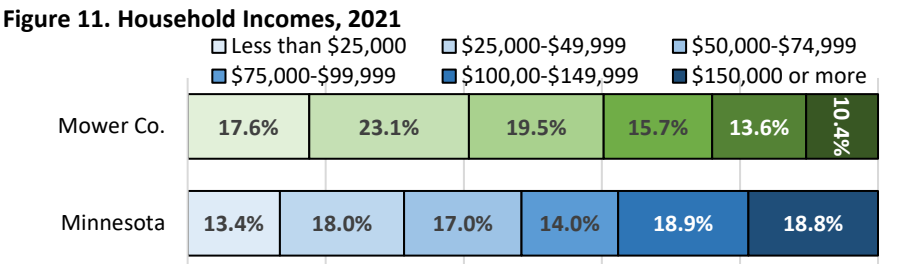 Figure 11. Household Incomes, 2021
Less than $25,000 $25,000-$49,999 $50,000-$74,999
$75,000-$99,999 $100,00-$149,999 $150,000 or more
Mower Co. 17.6% 23.1% 19.5% 15.7% 13.6% 10.4%
Minnesota 13.4% 18.0% 17.0% 14.0% 18.9% 18.8%